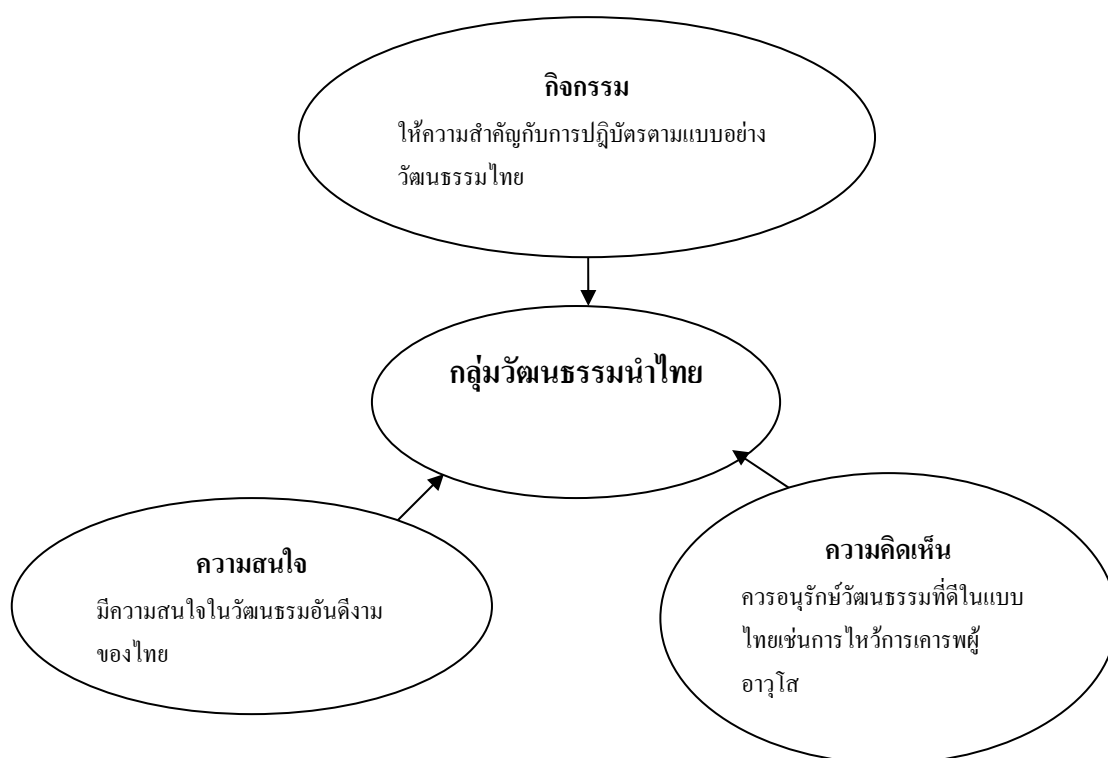 กิจกรรม
ให้ความสำคัญกับการปฎิบัตรตามแบบอย่าง
วัฒนธรรมไทย
กลุ่มวัฒนธรรมนำไทย
ความสนใจ
มีความสนใจในวัฒนธรมอันดีงาม
ของไทย
ความคิดเห็น
ควรอนุรักษ์วัฒนธรรมที่ดีในแบบ
ไทยเช่นการไหว้การเคารพผู้
อาวุโส